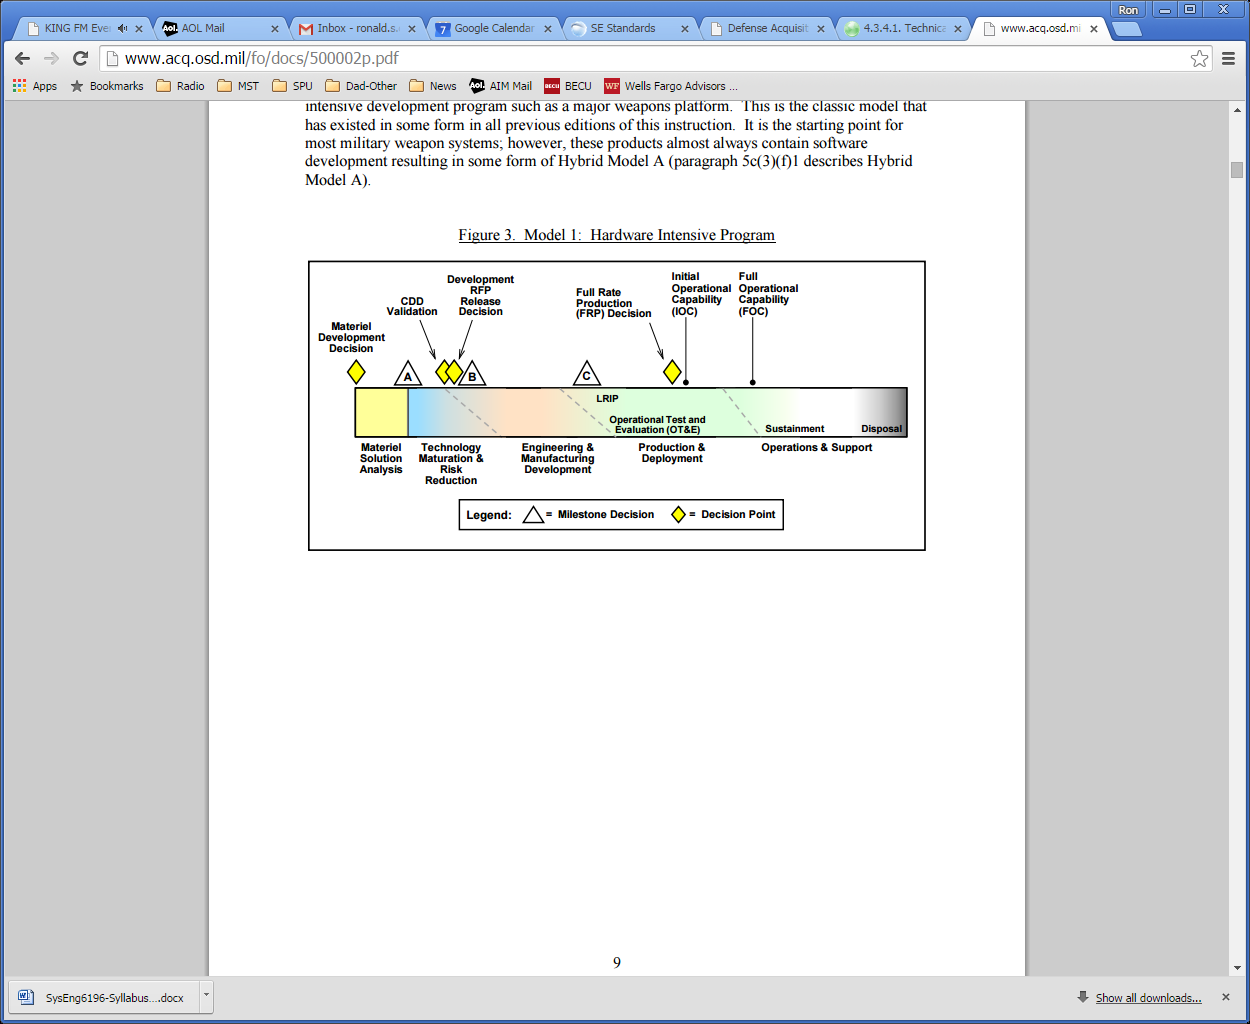 Ron
KING FM Eve
AOL Mail
Inbox - ronald.s.
Google Calendar
SE Standards
Defense Acquisit
4.3.4.1. Technica
www.acq.osd.mi
www.acq.osd.mil/fo/docs/500002p.pdf
Apps
Bookmarks
Radio
MST
SPU
Dad-Other
News
Aol.
AIM Mail
BECU
BECU
WF
Wells Fargo Advisors ...
intensive development program such as a major weapons platform. This is the classic model that
has existed in some form in all previous editions of this instruction. It is the starting point for
most military weapon systems; however, these products almost always contain software
development resulting in some form of Hybrid Model A (paragraph 5c(3)(f)1 describes Hybrid
Model A).
Figure 3. Model 1: Hardware Intensive Program
Materiel
Development
Decision
CDD
Validation
Development
RFP
Release
Decision
Full Rate
Production
(FRP) Decision
Initial
Operational
Capability
(IOC)
Full
Operational
Capability
(FOC)
A
B
C
LRIP
Operational Test and
Evaluation (OT&E)
Sustainment
Disposal
Materiel
Solution
Analysis
Technology
Maturation &
Risk
Reduction
Engineering &
Manufacturing
Development
Production &
Deployment
Operations & Support
Legend:
= Milestone Decision
= Decision Point
9
SysEng6196-Syllabus....docx
Show all downloads...